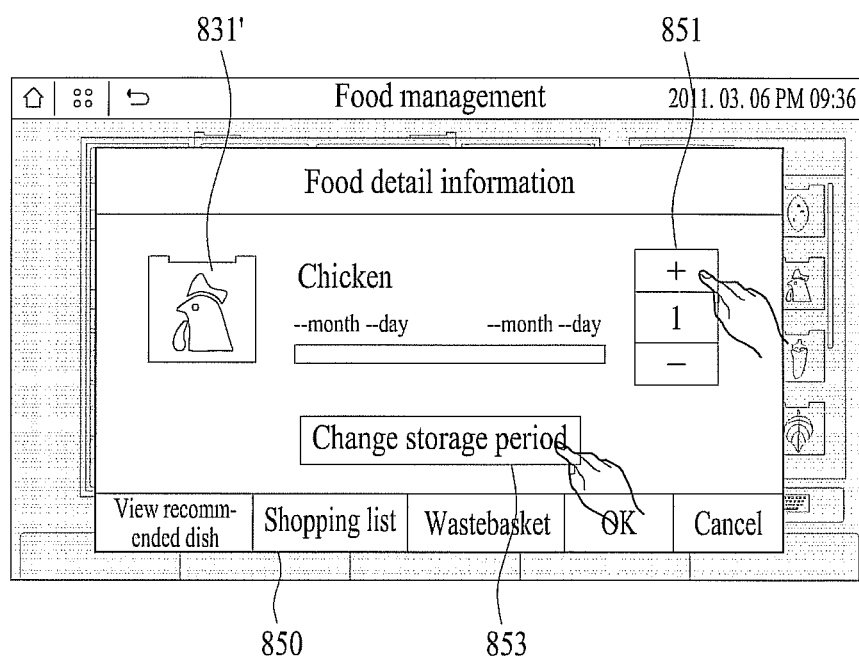 831' 851
Food management 2011. 03. 06 PM 09:36
Food detail information
Chicken
--month --day --month --day
+
1
−
Change storage period
View recomm-
ended dish
Shopping list Wastebasket OK Cancel
850 853